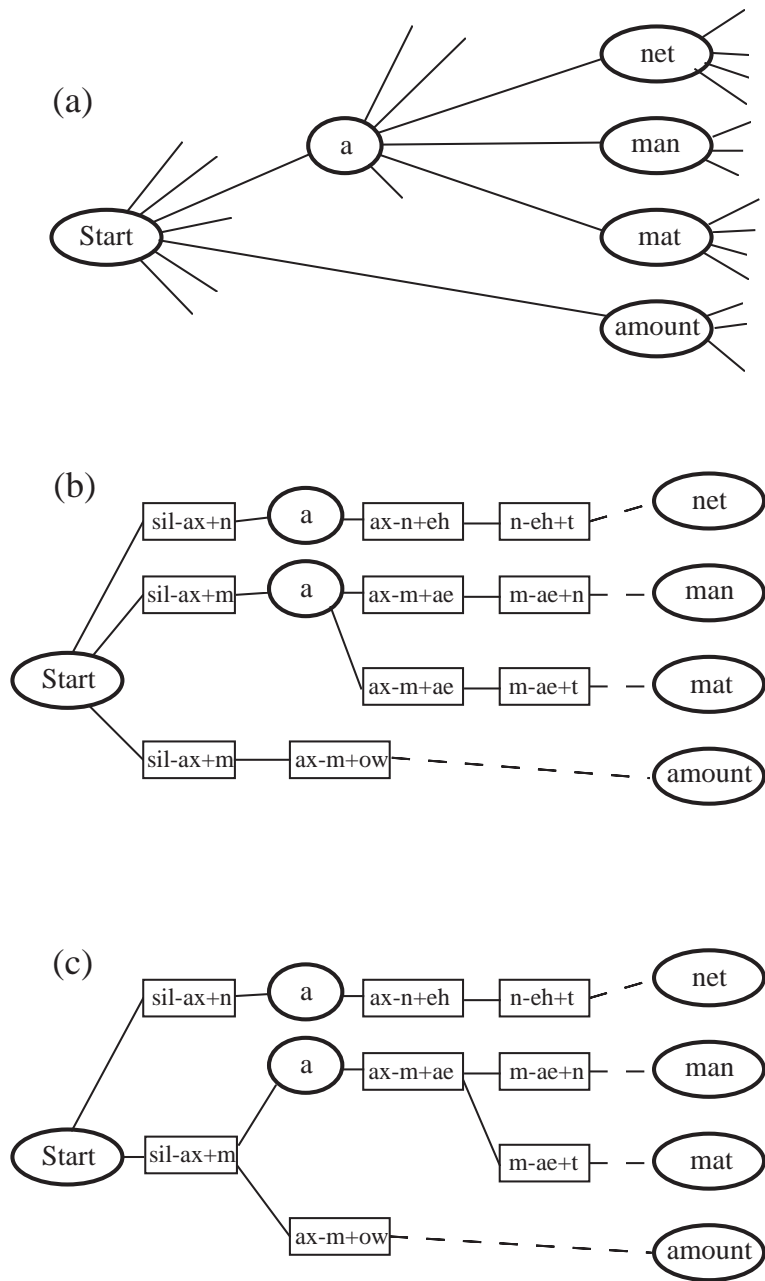 (a)
net
a
man
Start
mat
amount
(b)
sil-ax+n a ax-n+eh n-eh+t net
sil-ax+m a ax-m+ae m-ae+n man
Start
ax-m+ae m-ae+t mat
sil-ax+m ax-m+ow amount
(c)
sil-ax+n a ax-n+eh n-eh+t net
a ax-m+ae m-ae+n man
Start sil-ax+m m-ae+t mat
ax-m+ow amount